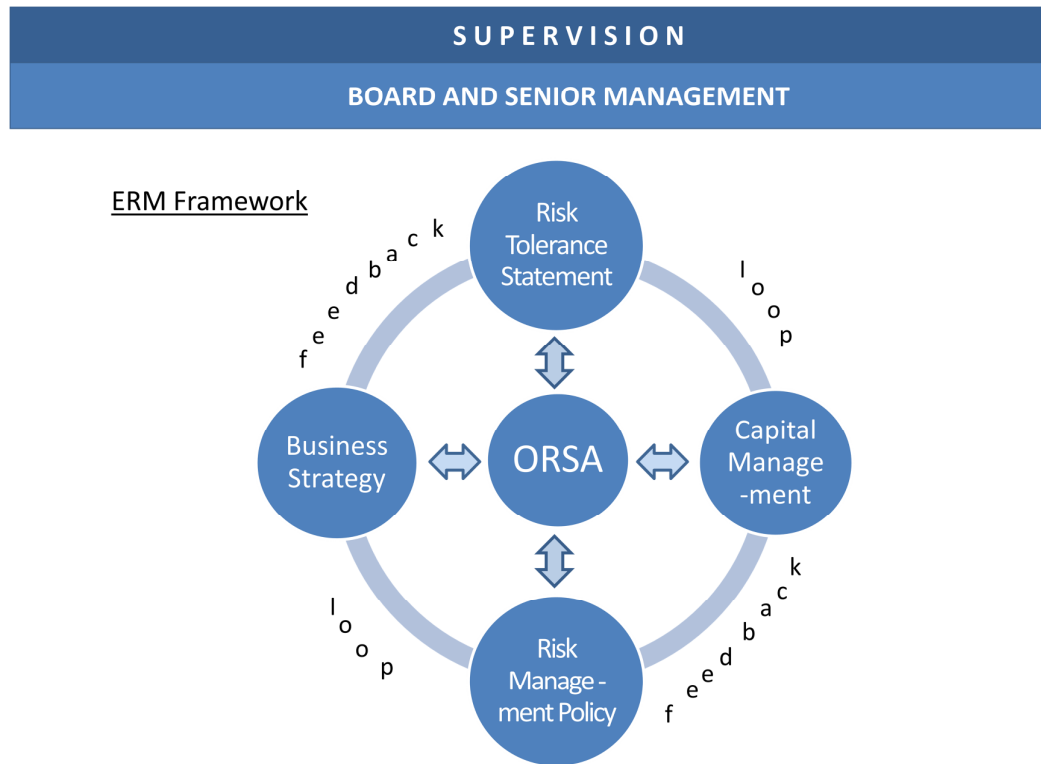 SUPERVISION
BOARD AND SENIOR MANAGEMENT
ERM Framework
feedback
loop
Risk
Tolerance
Statement
Business
Strategy
ORSA
Capital
Manage
-ment
loop
feedback
Risk
Manage -
ment Policy